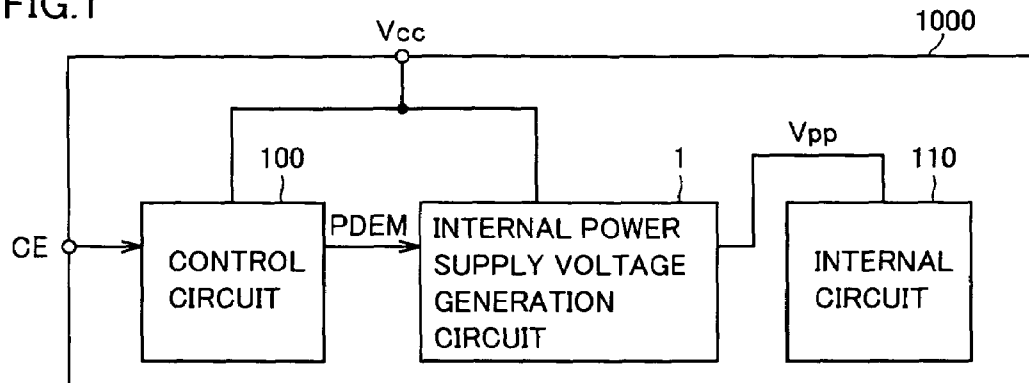 FIG.1
Vcc
1000
100
1
Vpp
110
CE
PDEM
CONTROL
CIRCUIT
INTERNAL POWER
SUPPLY VOLTAGE
GENERATION
CIRCUIT
INTERNAL
CIRCUIT